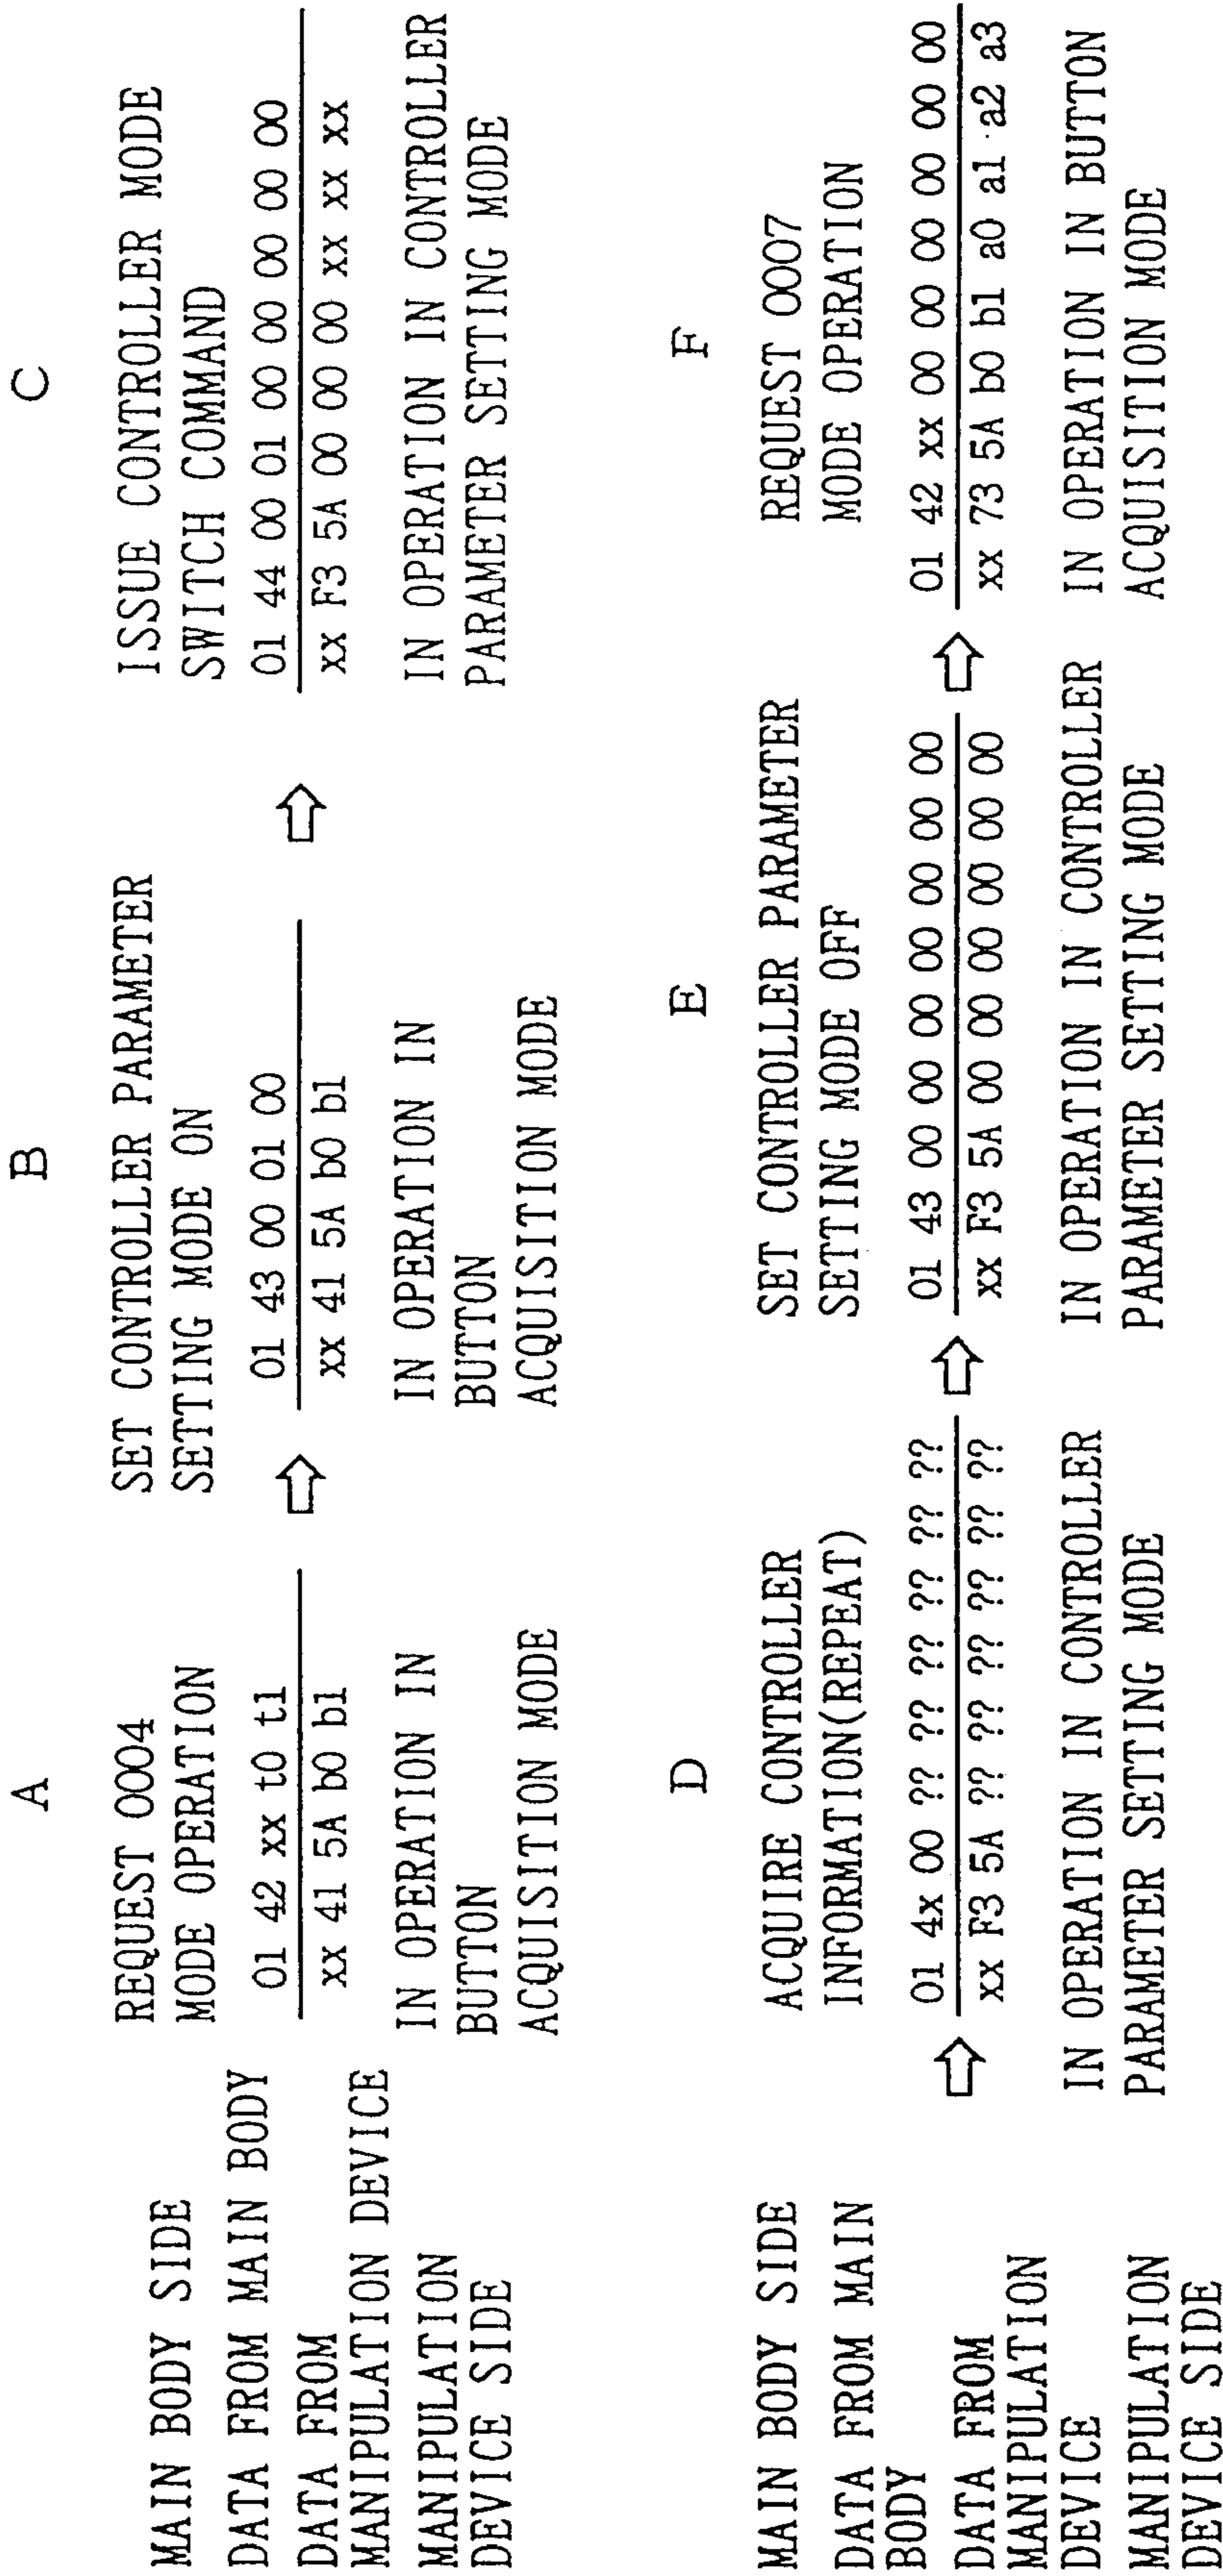 A
REQUEST 0004
MODE OPERATION
01 42 xx t0 t1
xx 41 5A b0 b1
IN OPERATION IN
BUTTON
ACQUISITION MODE
B
SET CONTROLLER PARAMETER
SETTING MODE ON
01 43 00 01 00
xx 41 5A b0 b1
IN OPERATION IN
BUTTON
ACQUISITION MODE
C
ISSUE CONTROLLER MODE
SWITCH COMMAND
01 44 00 01 00 00 00 00 00
xx F3 5A 00 00 00 xx xx xx
IN OPERATION IN CONTROLLER
PARAMETER SETTING MODE
MAIN BODY SIDE
DATA FROM MAIN BODY
DATA FROM
MANIPULATION DEVICE
MANIPULATION
DEVICE SIDE
D
ACQUIRE CONTROLLER
INFORMATION(REPEAT)
01 4x 00 ?? ?? ?? ?? ?? ??
xx F3 5A ?? ?? ?? ?? ?? ??
IN OPERATION IN CONTROLLER
PARAMETER SETTING MODE
E
SET CONTROLLER PARAMETER
SETTING MODE OFF
01 43 00 00 00 00 00 00 00
xx F3 5A 00 00 00 00 00 00
IN OPERATION IN CONTROLLER
PARAMETER SETTING MODE
F
REQUEST 0007
MODE OPERATION
01 42 xx 00 00 00 00 00 00
xx 73 5A b0 b1 a0 a1 a2 a3
IN OPERATION IN BUTTON
ACQUISITION MODE
MAIN BODY SIDE
DATA FROM MAIN
BODY
DATA FROM
MANIPULATION
DEVICE
MANIPULATION
DEVICE SIDE